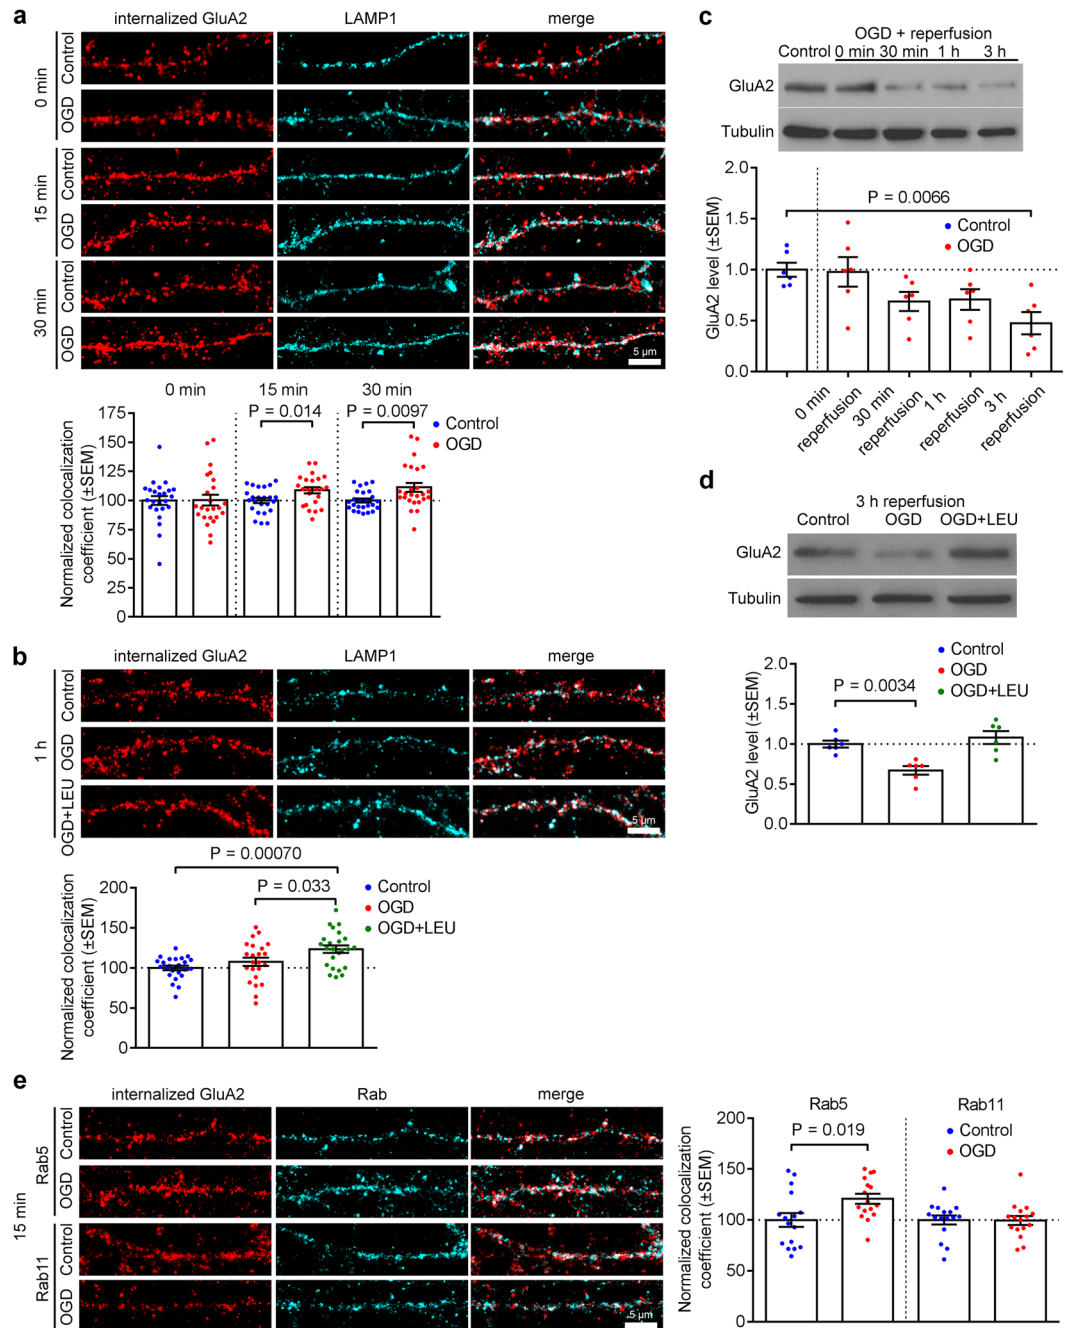 a
internalized GluA2 LAMP1 merge
0 min
Control
OGD
15 min
Control
OGD
30 min
Control
OGD
5 µm
0 min 15 min 30 min
P = 0.014 P = 0.0097
Control
OGD
Normalized colocalization
coefficient (±SEM)
175
150
125
100
75
50
25
0
b
internalized GluA2 LAMP1 merge
1 h
Control
OGD
OGD+LEU
5 µm
P = 0.00070
P = 0.033
Control
OGD
OGD+LEU
Normalized colocalization
coefficient (±SEM)
200
150
100
50
0
c
OGD + reperfusion
Control 0 min 30 min 1 h 3 h
GluA2
Tubulin
P = 0.0066
Control
OGD
GluA2 level (±SEM)
2.0
1.5
1.0
0.5
0.0
0 min
reperfusion
30 min
reperfusion
1 h
reperfusion
3 h
reperfusion
d
3 h reperfusion
Control OGD OGD+LEU
GluA2
Tubulin
Control
OGD
OGD+LEU
P = 0.0034
GluA2 level (±SEM)
2.0
1.5
1.0
0.5
0.0
e
internalized GluA2 Rab merge
15 min
Rab5
Control
OGD
Rab11
Control
OGD
5 µm
Rab5 Rab11
P = 0.019
Control
OGD
Normalized colocalization
coefficient (±SEM)
200
150
100
50
0